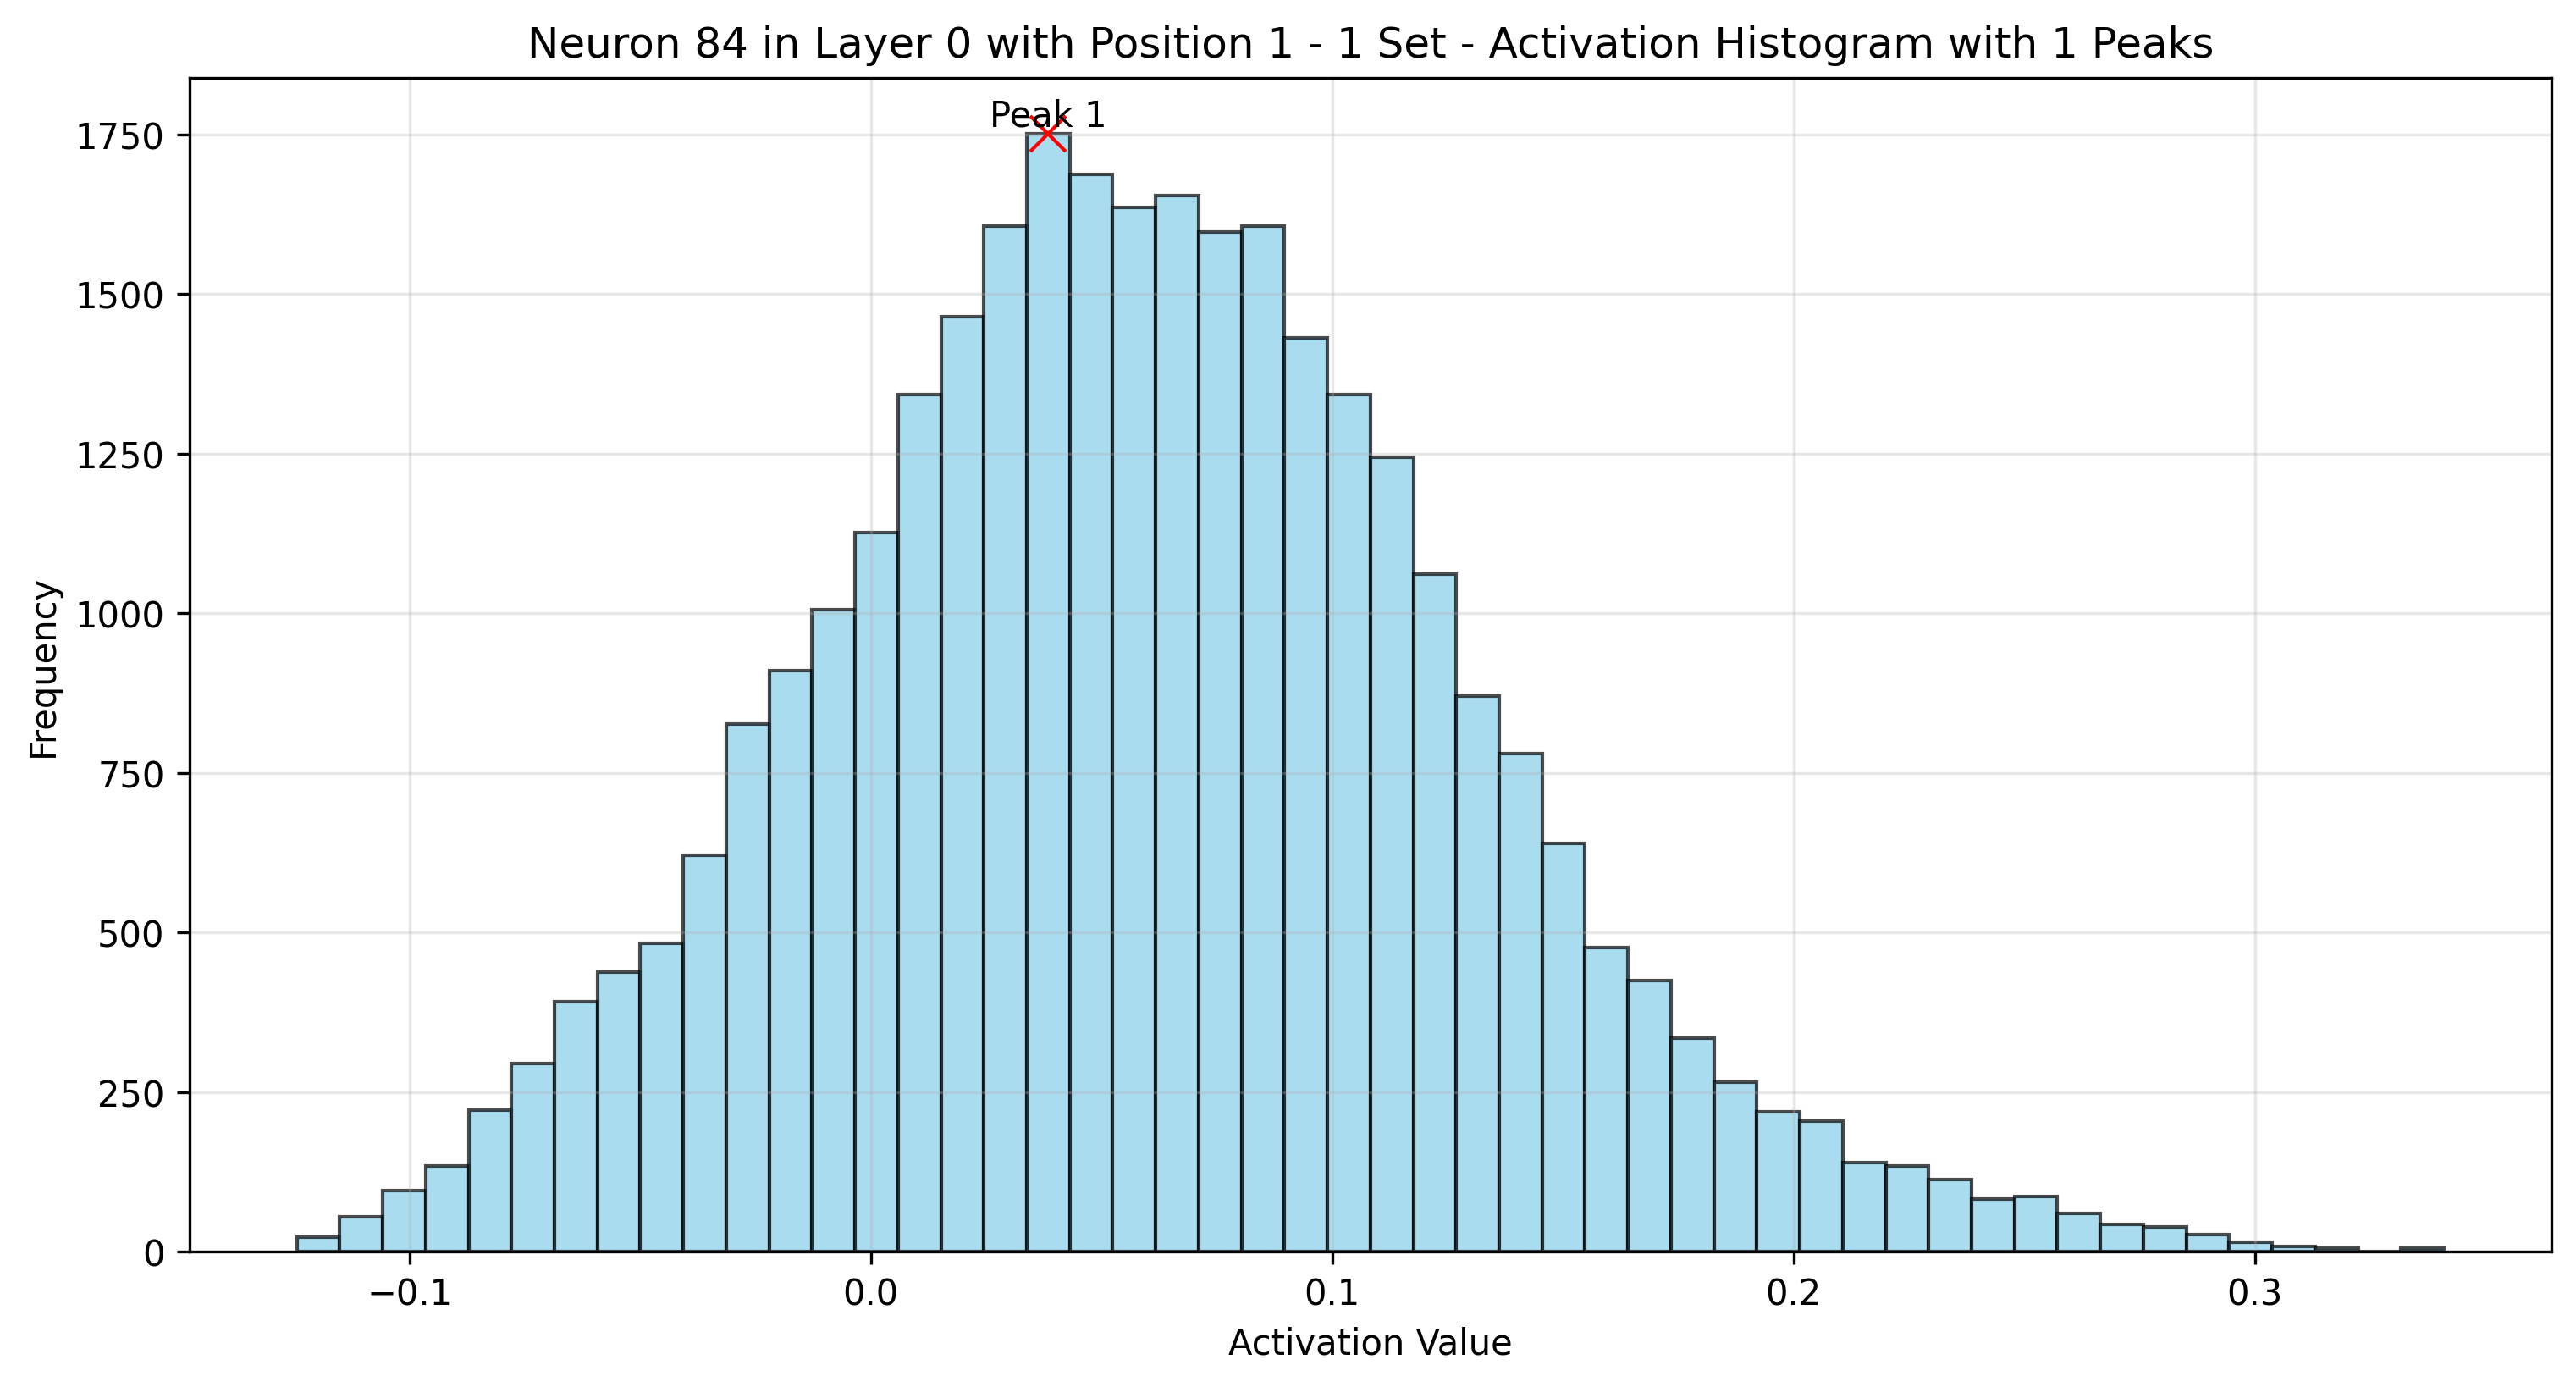 Neuron 84 in Layer 0 with Position 1 - 1 Set - Activation Histogram with 1 Peaks
Peak 1
1750
1500
1250
1000
750
500
250
0
Frequency
−0.1 0.0 0.1 0.2 0.3
Activation Value